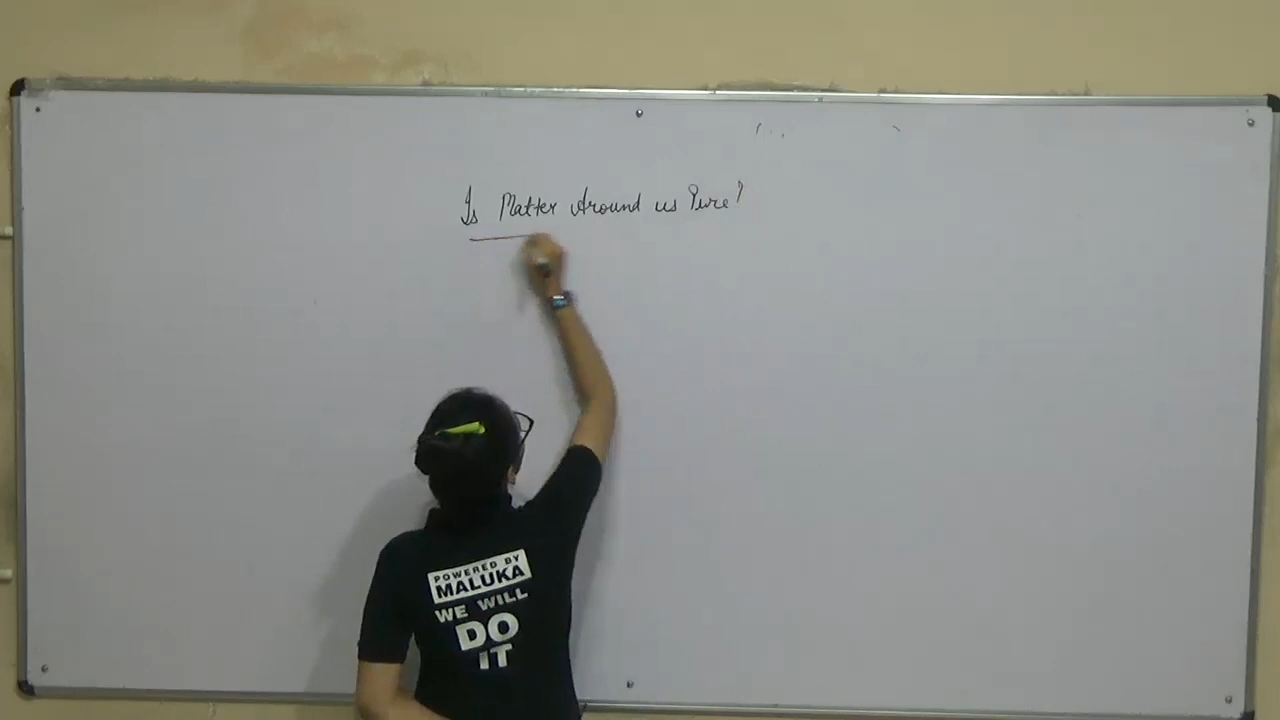 Is Matter Around us Pure?
POWERED BY
MALUKA
WE WILL
DO
IT